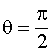 θ = π/2